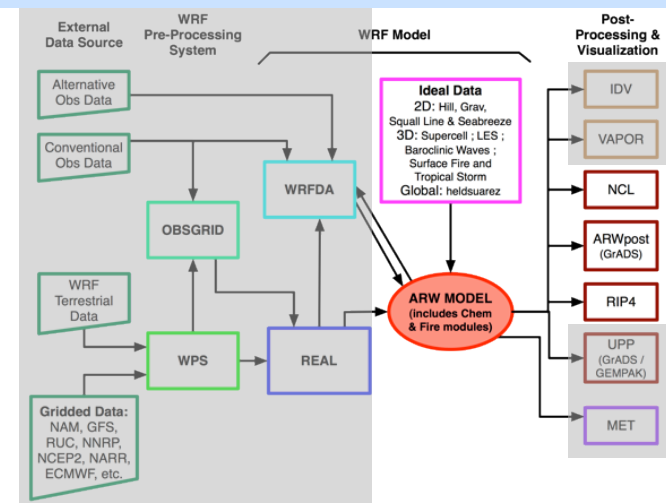 External
Data Source
WRF
Pre-Processing
System
WRF Model
Post-
Processing &
Visualization
Alternative
Obs Data
Conventional
Obs Data
WRF
Terrestrial
Data
Gridded Data:
NAM, GFS,
RUC, NNRP,
NCEP2, NARR,
ECMWF, etc.
OBSGRID
WPS
WRFDA
REAL
Ideal Data
2D: Hill, Grav,
Squall Line & Seabreeze
3D: Supercell ; LES ;
Baroclinic Waves ;
Surface Fire and
Tropical Storm
Global: heldsuarez
ARW MODEL
(includes Chem
& Fire modules)
IDV
VAPOR
NCL
ARWpost
(GrADS)
RIP4
UPP
(GrADS /
GEMPAK)
MET